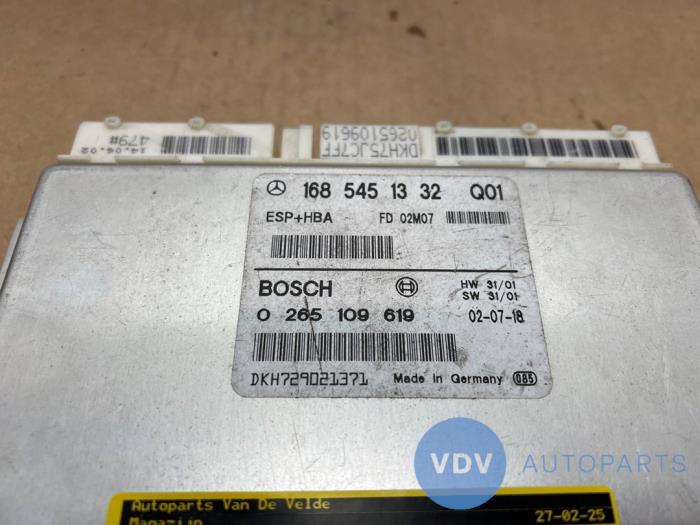 14.06.02
479#
DKH75JC7FF
0265109619
168 545 13 32 Q01
ESP+HBA FD 02M07
BOSCH HW 31/01
SW 31/01
0 265 109 619 02-07-18
DKH729021371 Made in Germany 085
VDV AUTOPARTS
Autoparts Van De Velde
Magazijn 27-02-25